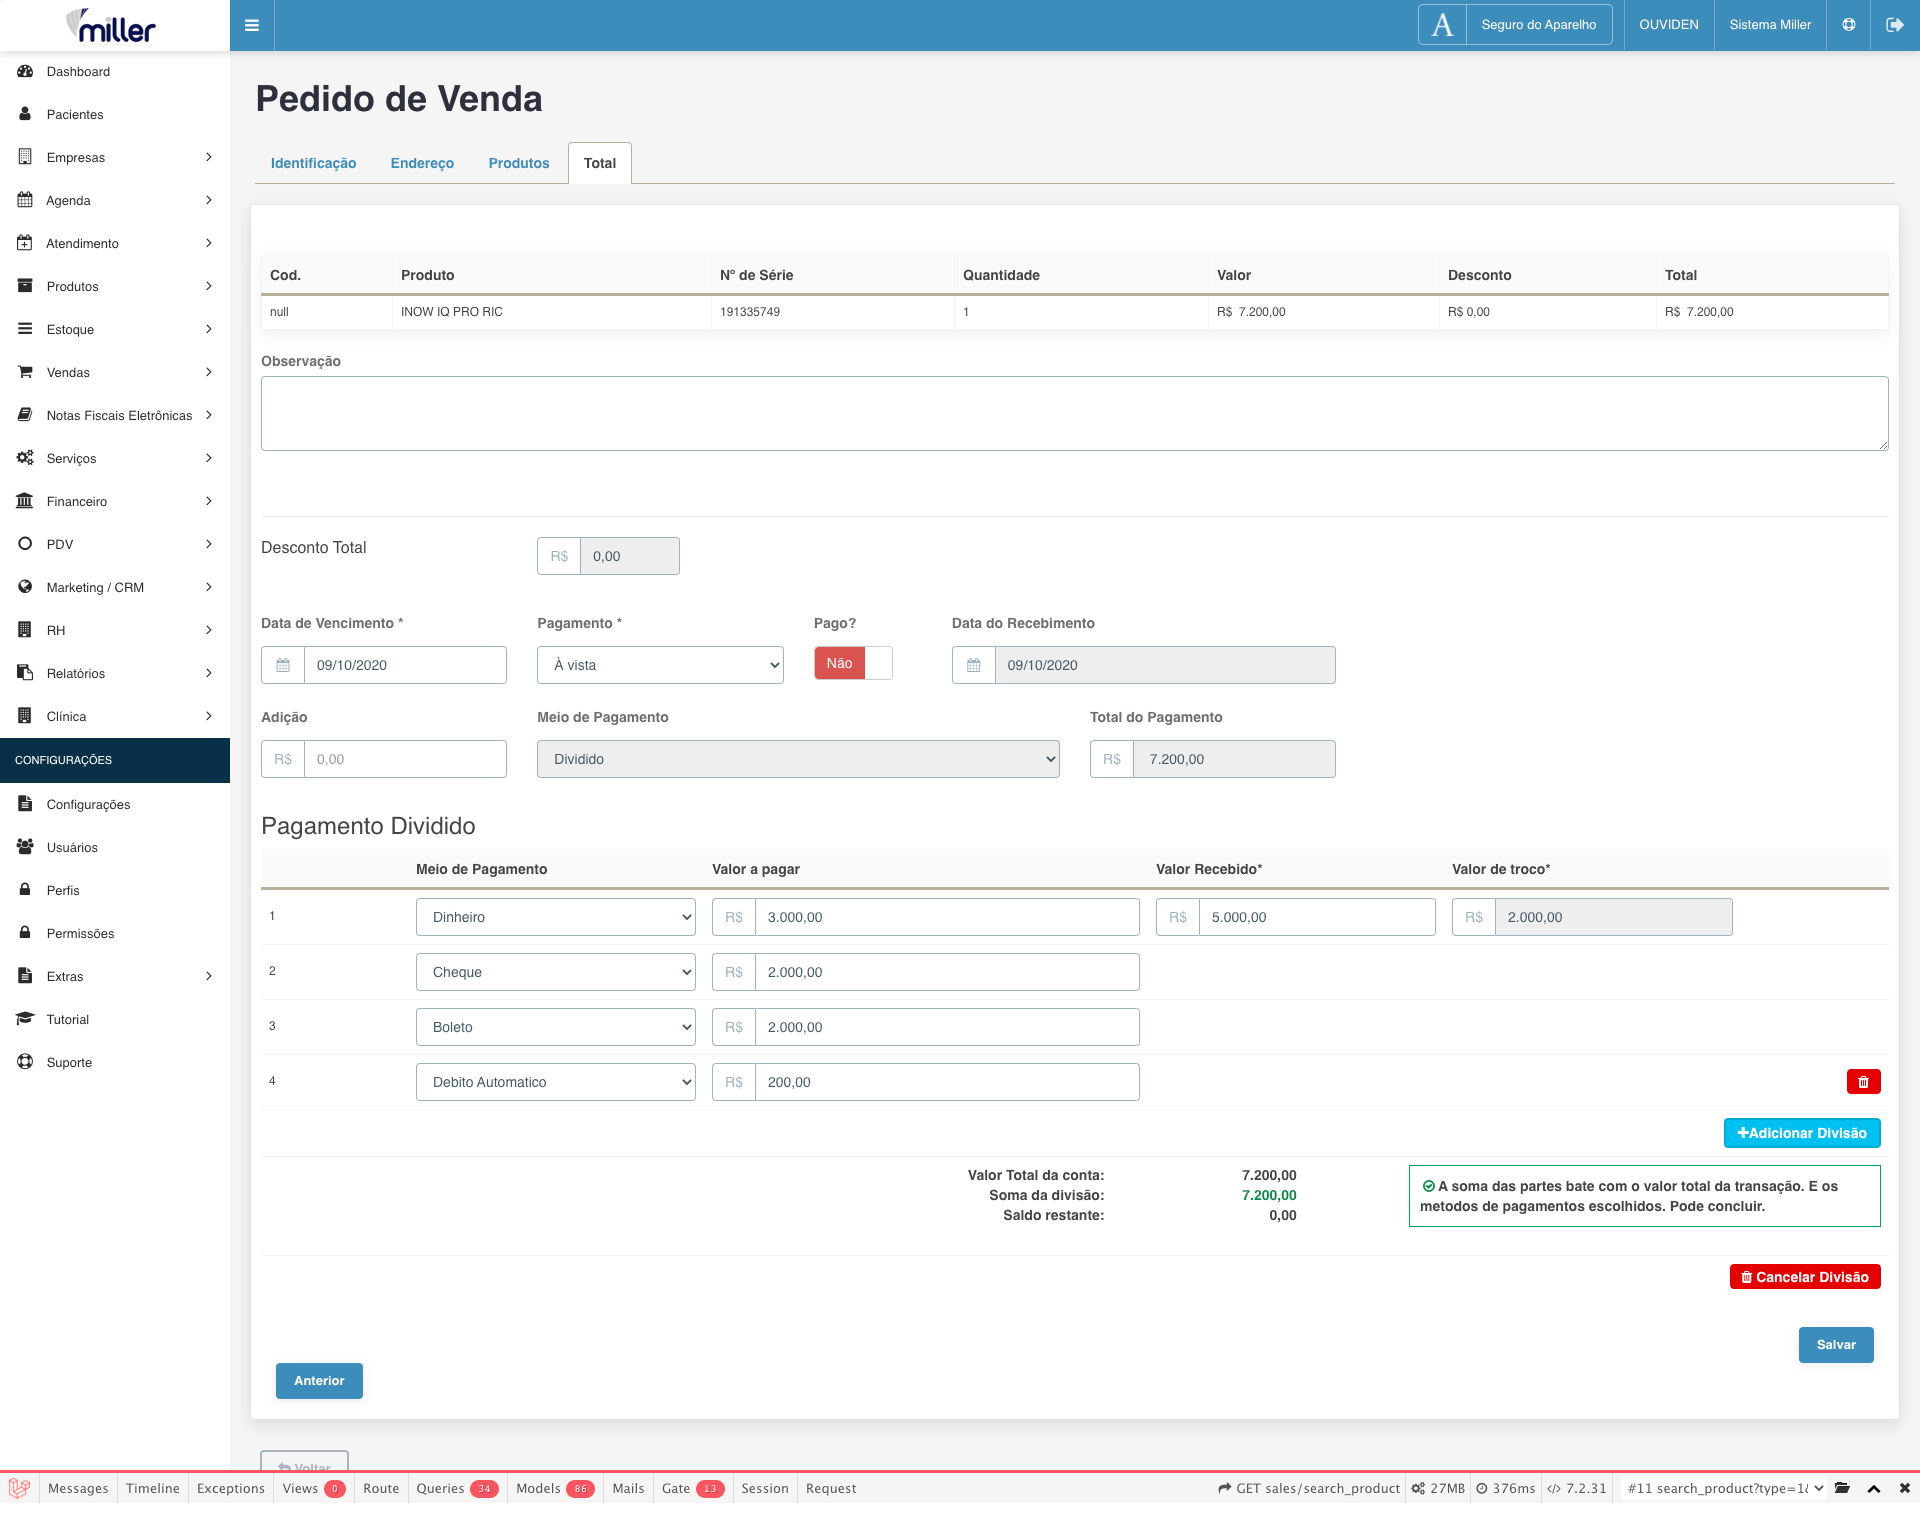 miller
A
Seguro do Aparelho
OUVIDEN
Sistema Miller
Dashboard
Pacientes
Empresas
Agenda
Atendimento
Produtos
Estoque
Vendas
Notas Fiscais Eletrônicas
Serviços
Financeiro
PDV
Marketing / CRM
RH
Relatórios
Clínica
CONFIGURAÇÕES
Configurações
Usuários
Perfis
Permissões
Extras
Tutorial
Suporte
Pedido de Venda
Identificação Endereço Produtos Total
Cod. Produto Nº de Série Quantidade Valor Desconto Total
null INOW IQ PRO RIC 191335749 1 R$ 7.200,00 R$ 0,00 R$ 7.200,00
Observação
Desconto Total R$ 0,00
Data de Vencimento * Pagamento * Pago? Data do Recebimento
09/10/2020 À vista Não 09/10/2020
Adição Meio de Pagamento Total do Pagamento
R$ 0,00 Dividido R$ 7.200,00
Pagamento Dividido
Meio de Pagamento Valor a pagar Valor Recebido* Valor de troco*
1 Dinheiro R$ 3.000,00 R$ 5.000,00 R$ 2.000,00
2 Cheque R$ 2.000,00
3 Boleto R$ 2.000,00
4 Debito Automatico R$ 200,00
+Adicionar Divisão
Valor Total da conta: 7.200,00
Soma da divisão: 7.200,00
Saldo restante: 0,00
A soma das partes bate com o valor total da transação. E os
metodos de pagamentos escolhidos. Pode concluir.
Cancelar Divisão
Salvar
Anterior
Voltar
Messages Timeline Exceptions Views 0 Route Queries 34 Models 86 Mails Gate 13 Session Request GET sales/search_product 27MB 376ms </> 7.2.31 #11 search_product?type=1&